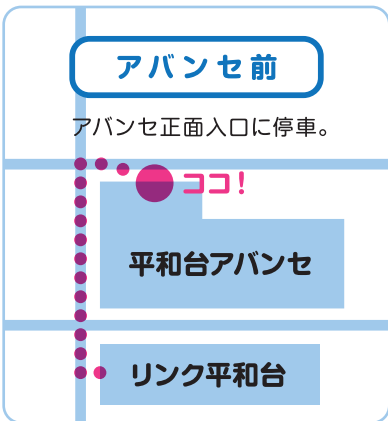 アバンセ前
アバンセ正面入口に停車。
ココ!
平和台アバンセ
リンク平和台